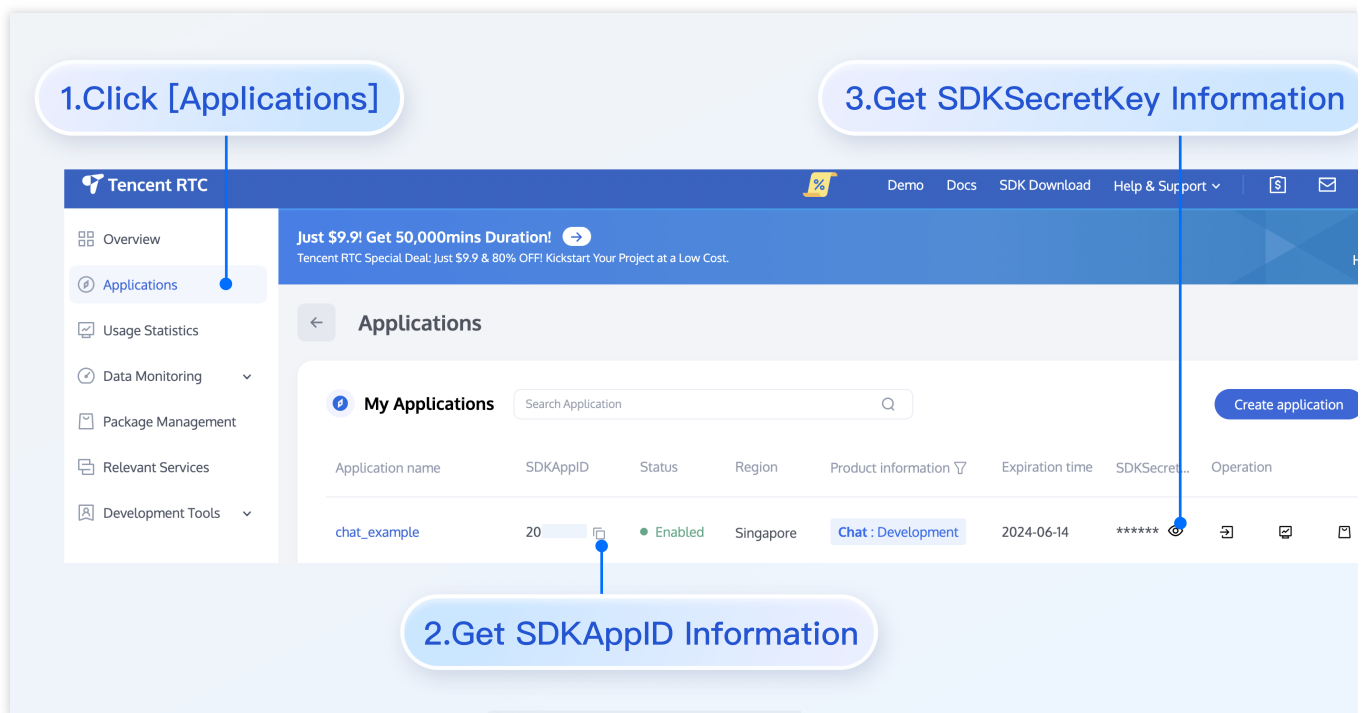 1.Click [Applications]
3.Get SDKSecretKey Information
Tencent RTC
%
Demo Docs SDK Download Help & Support
$
Overview
Applications
Usage Statistics
Data Monitoring
Package Management
Relevant Services
Development Tools
Just $9.9! Get 50,000mins Duration!
Tencent RTC Special Deal: Just $9.9 & 80% OFF! Kickstart Your Project at a Low Cost.
H
Applications
My Applications
Search Application
Create application
Application name SDKAppID Status Region Product information Expiration time SDKSecret... Operation
chat_example 20 Enabled Singapore Chat : Development 2024-06-14 ******
2.Get SDKAppID Information